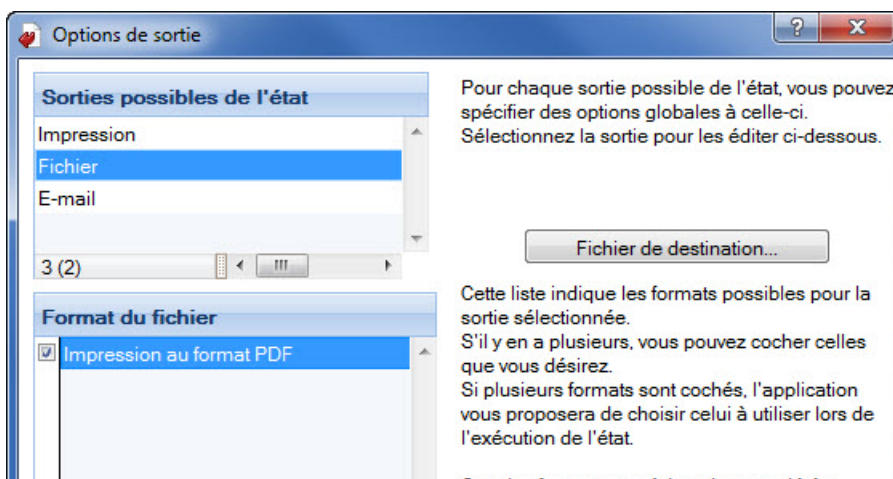 Options de sortie
Sorties possibles de l'état
Impression
Fichier
E-mail
3 (2)
Pour chaque sortie possible de l'état, vous pouvez
spécifier des options globales à celle-ci.
Sélectionnez la sortie pour les éditer ci-dessous.
Fichier de destination...
Format du fichier
Impression au format PDF
Cette liste indique les formats possibles pour la
sortie sélectionnée.
S'il y en a plusieurs, vous pouvez cocher celles
que vous désirez.
Si plusieurs formats sont cochés, l'application
vous proposera de choisir celui à utiliser lors de
l'exécution de l'état.